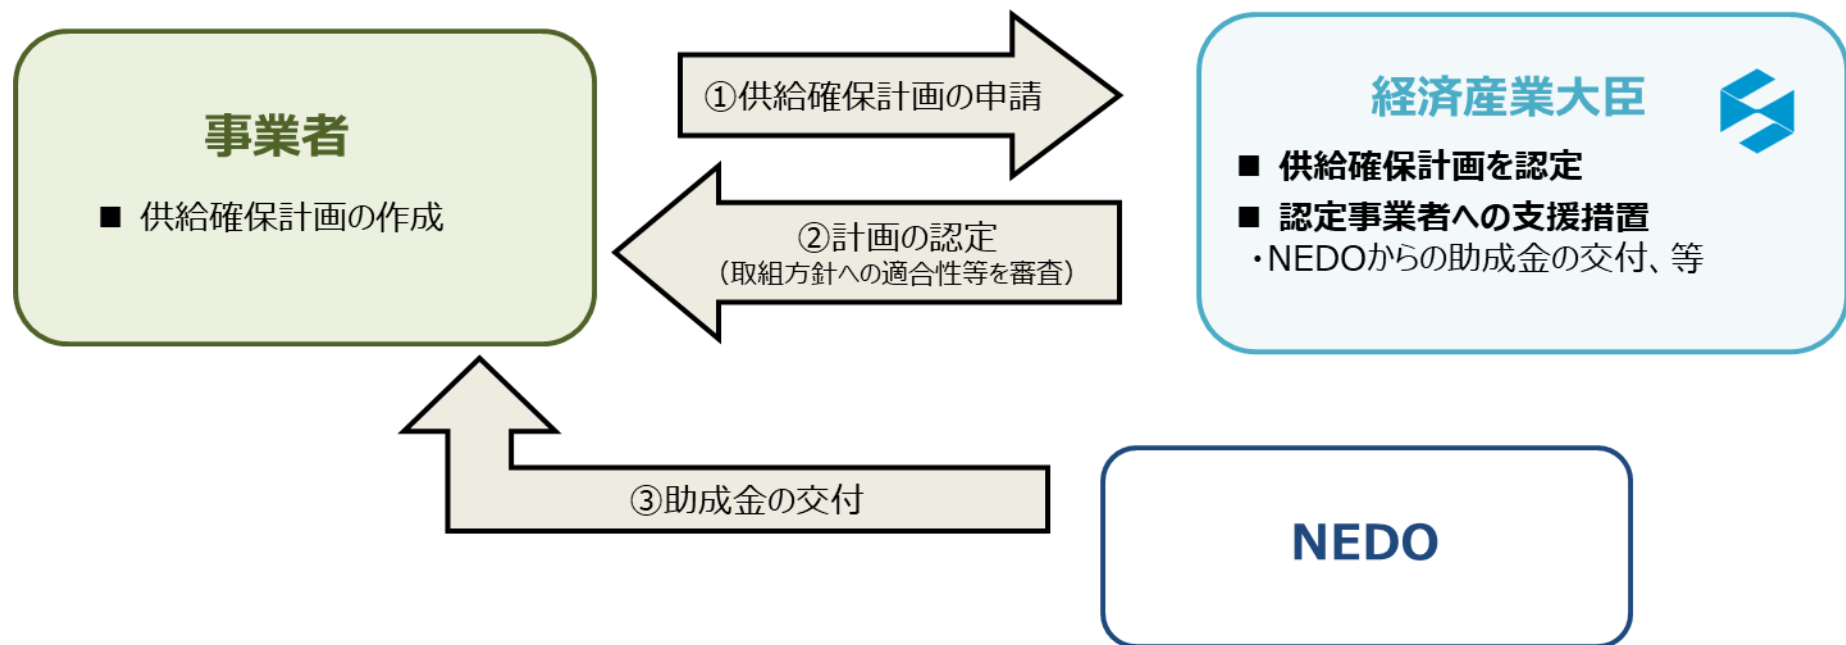 事業者
■ 供給確保計画の作成
①供給確保計画の申請
②計画の認定
（取組方針への適合性等を審査）
経済産業大臣
■ 供給確保計画を認定
■ 認定事業者への支援措置
・NEDOからの助成金の交付、等
③助成金の交付
NEDO